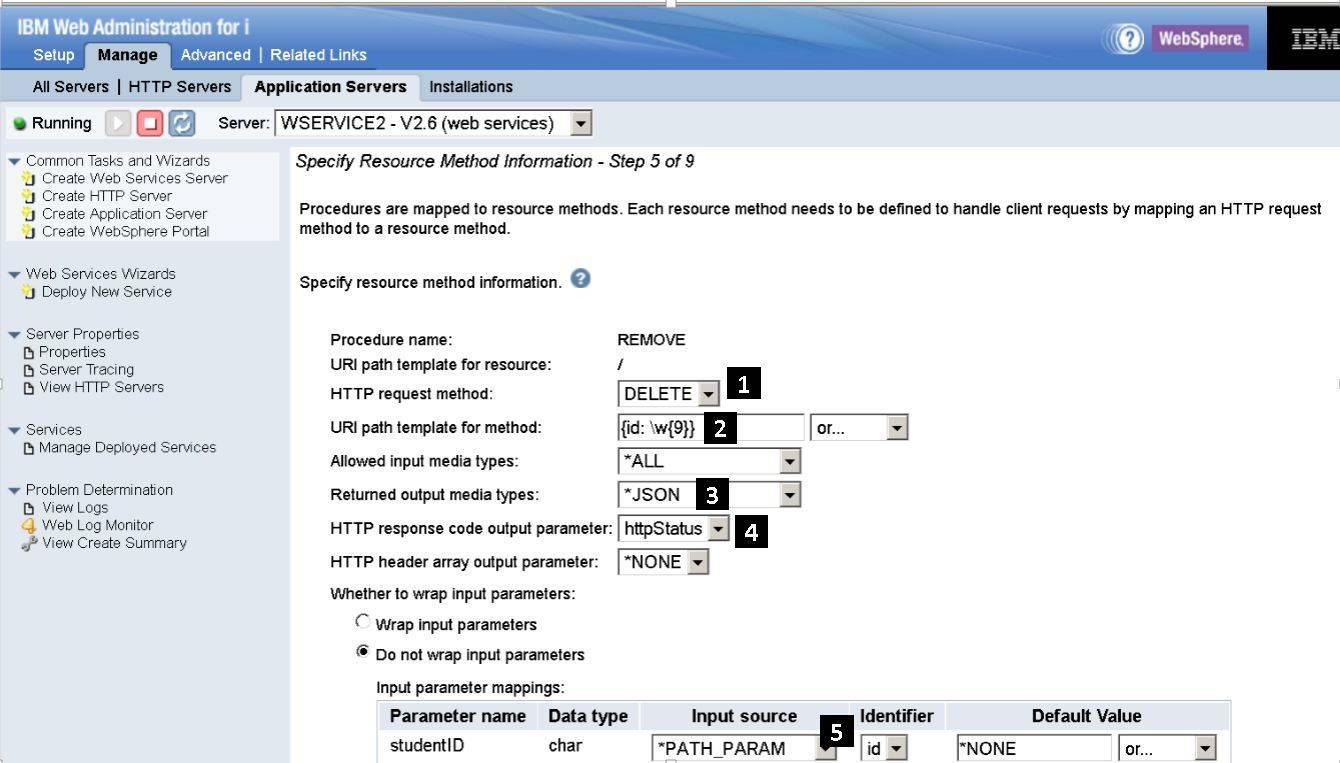 IBM Web Administration for i
Setup Manage Advanced | Related Links
? WebSphere. IBM
All Servers | HTTP Servers Application Servers Installations
Running Server: WSERVICE2 - V2.6 (web services)
Common Tasks and Wizards
Create Web Services Server
Create HTTP Server
Create Application Server
Create WebSphere Portal
Web Services Wizards
Deploy New Service
Server Properties
Properties
Server Tracing
View HTTP Servers
Services
Manage Deployed Services
Problem Determination
View Logs
Web Log Monitor
View Create Summary
Specify Resource Method Information - Step 5 of 9
Procedures are mapped to resource methods. Each resource method needs to be defined to handle client requests by mapping an HTTP request
method to a resource method.
Specify resource method information. ?
Procedure name: REMOVE
URI path template for resource: /
HTTP request method: DELETE 1
URI path template for method: {id: \w{9}} 2 or...
Allowed input media types: *ALL
Returned output media types: *JSON 3
HTTP response code output parameter: httpStatus 4
HTTP header array output parameter: *NONE
Whether to wrap input parameters:
Wrap input parameters
Do not wrap input parameters
Input parameter mappings:
Parameter name Data type Input source 5 Identifier Default Value
studentID char *PATH_PARAM id *NONE or...